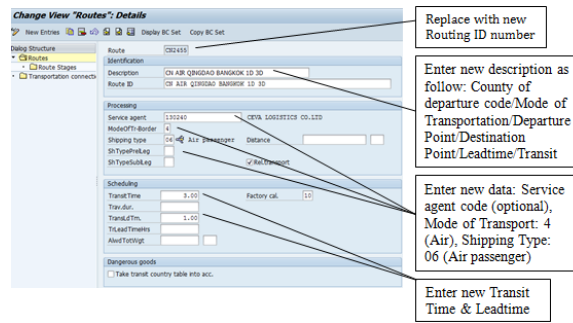 Change View "Routes": Details
New Entries Display BC Set Copy BC Set
Dialog Structure
Routes
Route Stages
Transportation connecti
Route CN2455
Identification
Description CN AIR QINGDAO BANGKOK 1D 3D
Route ID CN AIR QINGDAO BANGKOK 1D 3D
Processing
Service agent 130240 CEVA LOGISTICS CO.LTD
ModeOfTr-Border 4
Shipping type 06 Air passenger Distance
ShTypePrelLeg
ShTypeSublLeg Rel.transport
Scheduling
TransitTime 3.00 Factory cal. 10
Trav.dur.
TransLdTm. 1.00
TrLeadTimeHrs
AlwdTotWgt
Dangerous goods
Take transit country table into acc.
Replace with new
Routing ID number
Enter new description as
follow: County of
departure code/Mode of
Transportation/Departure
Point/Destination
Point/Leadtime/Transit
Enter new data: Service
agent code (optional),
Mode of Transport: 4
(Air), Shipping Type:
06 (Air passenger)
Enter new Transit
Time & Leadtime